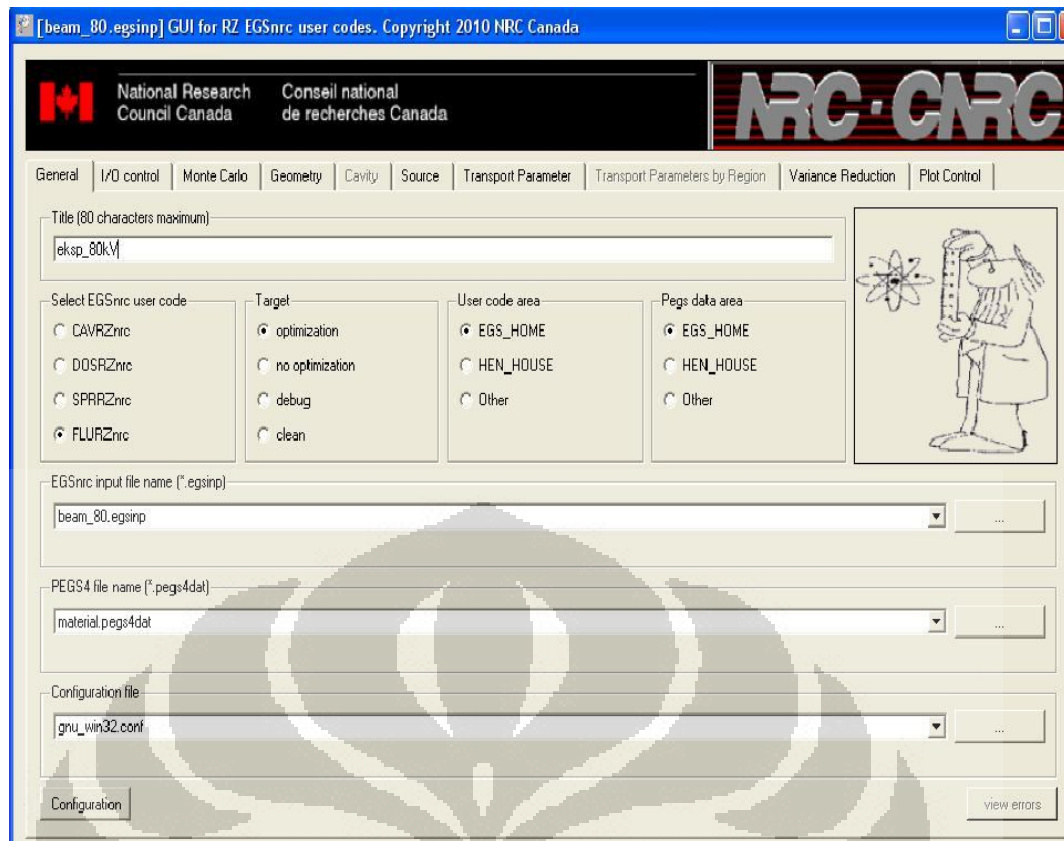 [beam_80.egsinp] GUI for RZ EGSnrc user codes. Copyright 2010 NRC Canada
National Research Council Canada
Conseil national de recherches Canada
NRC · CNRC
General I/O control Monte Carlo Geometry Cavity Source Transport Parameter Transport Parameters by Region Variance Reduction Plot Control
Title (80 characters maximum)
eksp_80kV
Select EGSnrc user code
CAVRZnrc
DOSRZnrc
SPRRZnrc
FLURZnrc
Target
optimization
no optimization
debug
clean
User code area
EGS_HOME
HEN_HOUSE
Other
Pegs data area
EGS_HOME
HEN_HOUSE
Other
EGSnrc input file name (*.egsinp)
beam_80.egsinp
...
PEGS4 file name (*.pegs4dat)
material.pegs4dat
...
Configuration file
gnu_win32.conf
...
Configuration
view errors